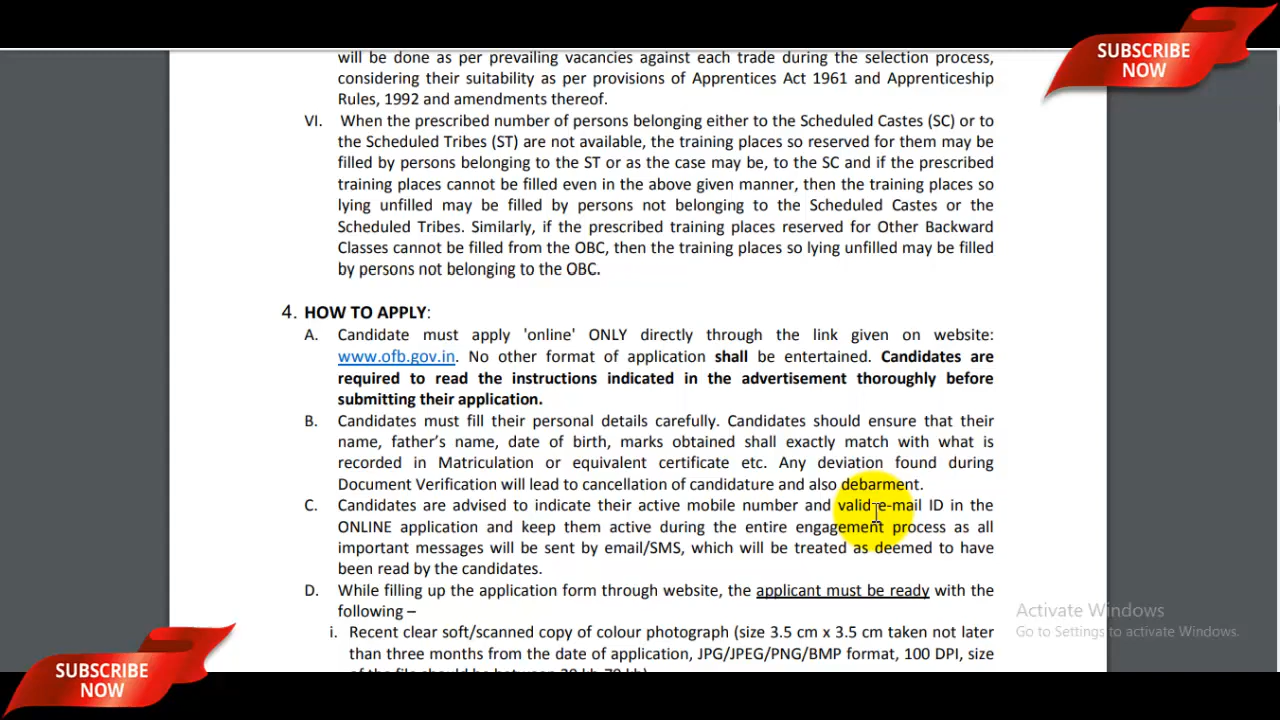 SUBSCRIBE
NOW
will be done as per prevailing vacancies against each trade during the selection process,
considering their suitability as per provisions of Apprentices Act 1961 and Apprenticeship
Rules, 1992 and amendments thereof.
VI. When the prescribed number of persons belonging either to the Scheduled Castes (SC) or to
the Scheduled Tribes (ST) are not available, the training places so reserved for them may be
filled by persons belonging to the ST or as the case may be, to the SC and if the prescribed
training places cannot be filled even in the above given manner, then the training places so
lying unfilled may be filled by persons not belonging to the Scheduled Castes or the
Scheduled Tribes. Similarly, if the prescribed training places reserved for Other Backward
Classes cannot be filled from the OBC, then the training places so lying unfilled may be filled
by persons not belonging to the OBC.
4. HOW TO APPLY:
A. Candidate must apply 'online' ONLY directly through the link given on website:
www.ofb.gov.in. No other format of application shall be entertained. Candidates are
required to read the instructions indicated in the advertisement thoroughly before
submitting their application.
B. Candidates must fill their personal details carefully. Candidates should ensure that their
name, father's name, date of birth, marks obtained shall exactly match with what is
recorded in Matriculation or equivalent certificate etc. Any deviation found during
Document Verification will lead to cancellation of candidature and also debarment.
C. Candidates are advised to indicate their active mobile number and valid e-mail ID in the
ONLINE application and keep them active during the entire engagement process as all
important messages will be sent by email/SMS, which will be treated as deemed to have
been read by the candidates.
D. While filling up the application form through website, the applicant must be ready with the
following –
i. Recent clear soft/scanned copy of colour photograph (size 3.5 cm x 3.5 cm taken not later
than three months from the date of application, JPG/JPEG/PNG/BMP format, 100 DPI, size
of the file should be between
Activate Windows
Go to Settings to activate Windows.
SUBSCRIBE
NOW